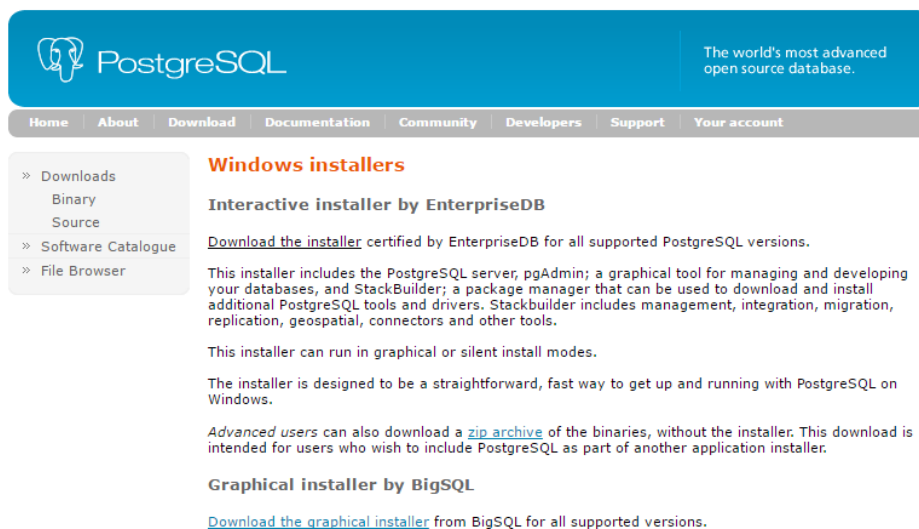 PostgreSQL
The world's most advanced
open source database.
Home About Download Documentation Community Developers Support Your account
» Downloads
Binary
Source
» Software Catalogue
» File Browser
Windows installers
Interactive installer by EnterpriseDB
Download the installer certified by EnterpriseDB for all supported PostgreSQL versions.
This installer includes the PostgreSQL server, pgAdmin; a graphical tool for managing and developing
your databases, and StackBuilder; a package manager that can be used to download and install
additional PostgreSQL tools and drivers. Stackbuilder includes management, integration, migration,
replication, geospatial, connectors and other tools.
This installer can run in graphical or silent install modes.
The installer is designed to be a straightforward, fast way to get up and running with PostgreSQL on
Windows.
Advanced users can also download a zip archive of the binaries, without the installer. This download is
intended for users who wish to include PostgreSQL as part of another application installer.
Graphical installer by BigSQL
Download the graphical installer from BigSQL for all supported versions.